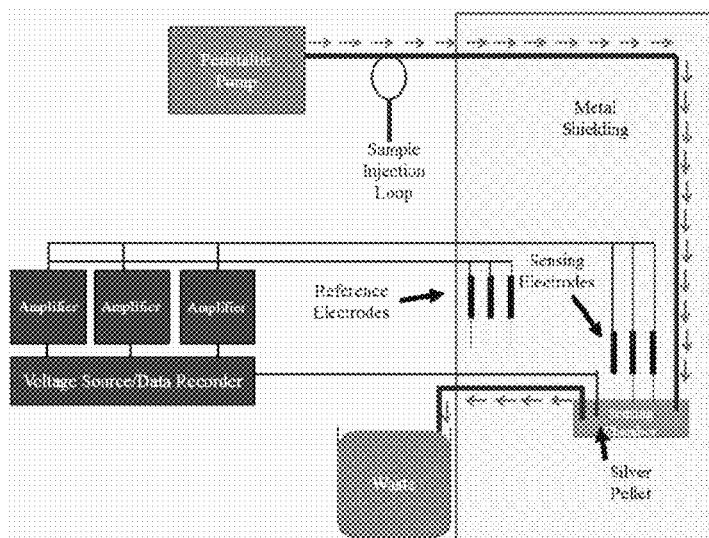 Peristaltic
Pump
Metal
Shielding
Sample
Injection
Loop
Sensing
Electrodes
Reference
Electrodes
Amplifier
Amplifier
Amplifier
Voltage Source/Data Recorder
Waste
Silver
Pellet